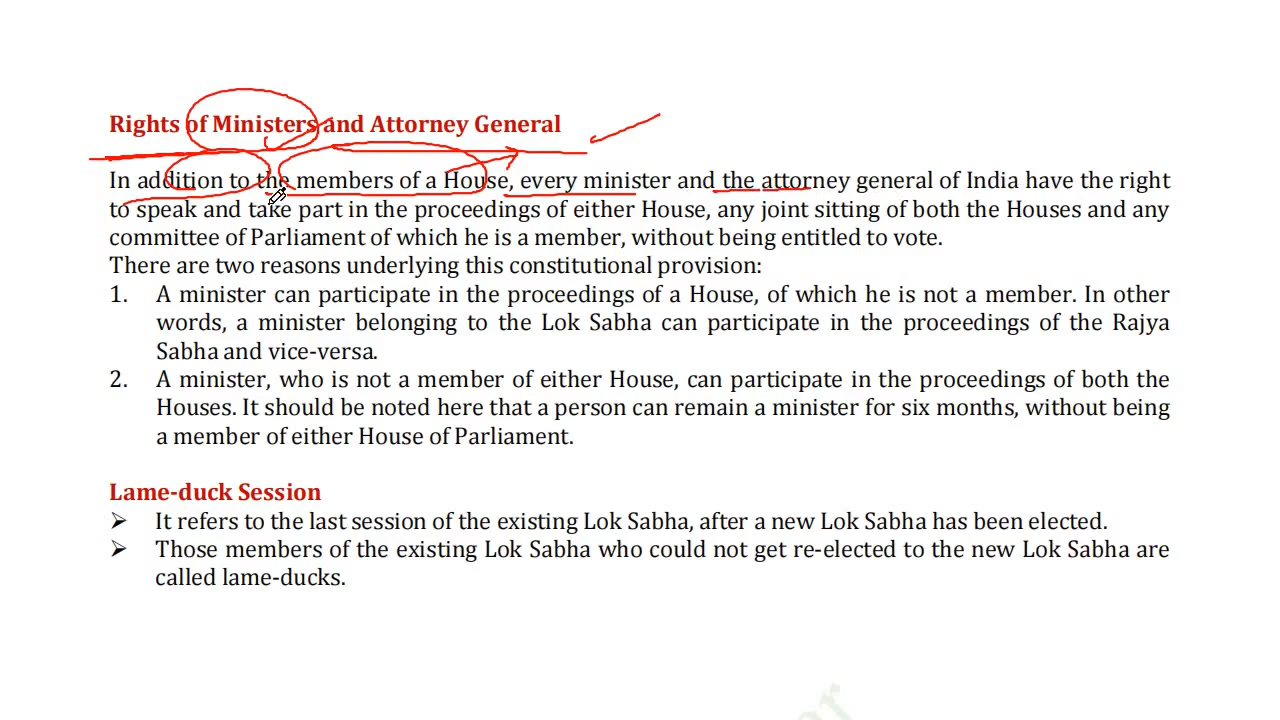 Rights of Ministers and Attorney General
In addition to the members of a House, every minister and the attorney general of India have the right
to speak and take part in the proceedings of either House, any joint sitting of both the Houses and any
committee of Parliament of which he is a member, without being entitled to vote.
There are two reasons underlying this constitutional provision:
1. A minister can participate in the proceedings of a House, of which he is not a member. In other
words, a minister belonging to the Lok Sabha can participate in the proceedings of the Rajya
Sabha and vice-versa.
2. A minister, who is not a member of either House, can participate in the proceedings of both the
Houses. It should be noted here that a person can remain a minister for six months, without being
a member of either House of Parliament.
Lame-duck Session
➢ It refers to the last session of the existing Lok Sabha, after a new Lok Sabha has been elected.
➢ Those members of the existing Lok Sabha who could not get re-elected to the new Lok Sabha are
called lame-ducks.